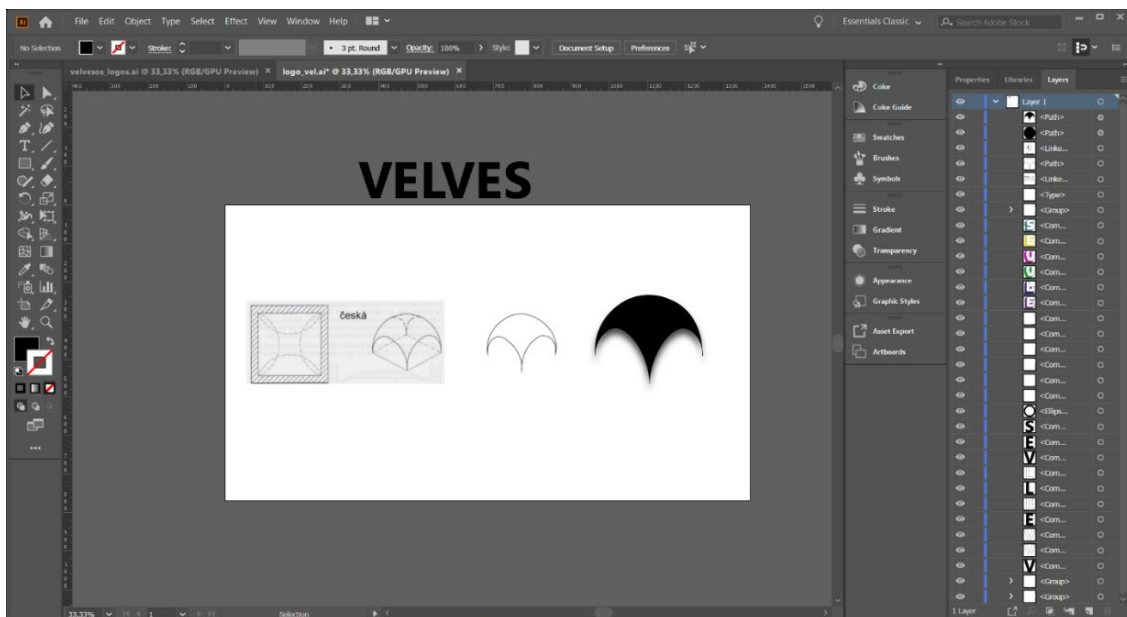 Ai File Edit Object Type Select Effect View Window Help Essentials Classic Search Adobe Stock
No Selection Stroke: 3 pt. Round Opacity: 100% Style: Document Setup Preferences
velvesos_logos.ai @ 33,33% (RGB/GPU Preview) × logo_vel.ai* @ 33,33% (RGB/GPU Preview) ×
VELVES
česká
Color
Color Guide
Swatches
Brushes
Symbols
Stroke
Gradient
Transparency
Appearance
Graphic Styles
Asset Export
Artboards
Properties Libraries Layers
Layer 1
<Path>
<Path>
<Linke...
<Path>
<Linke...
<Type>
<Group>
<Com...
<Com...
<Com...
<Com...
<Com...
<Com...
<Com...
<Com...
<Com...
<Com...
<Com...
<Com...
<Ellips...
<Com...
<Com...
<Com...
<Com...
<Com...
<Com...
<Com...
<Com...
<Com...
<Com...
<Group>
<Group>
33,33% 1 Selection
1 Layer